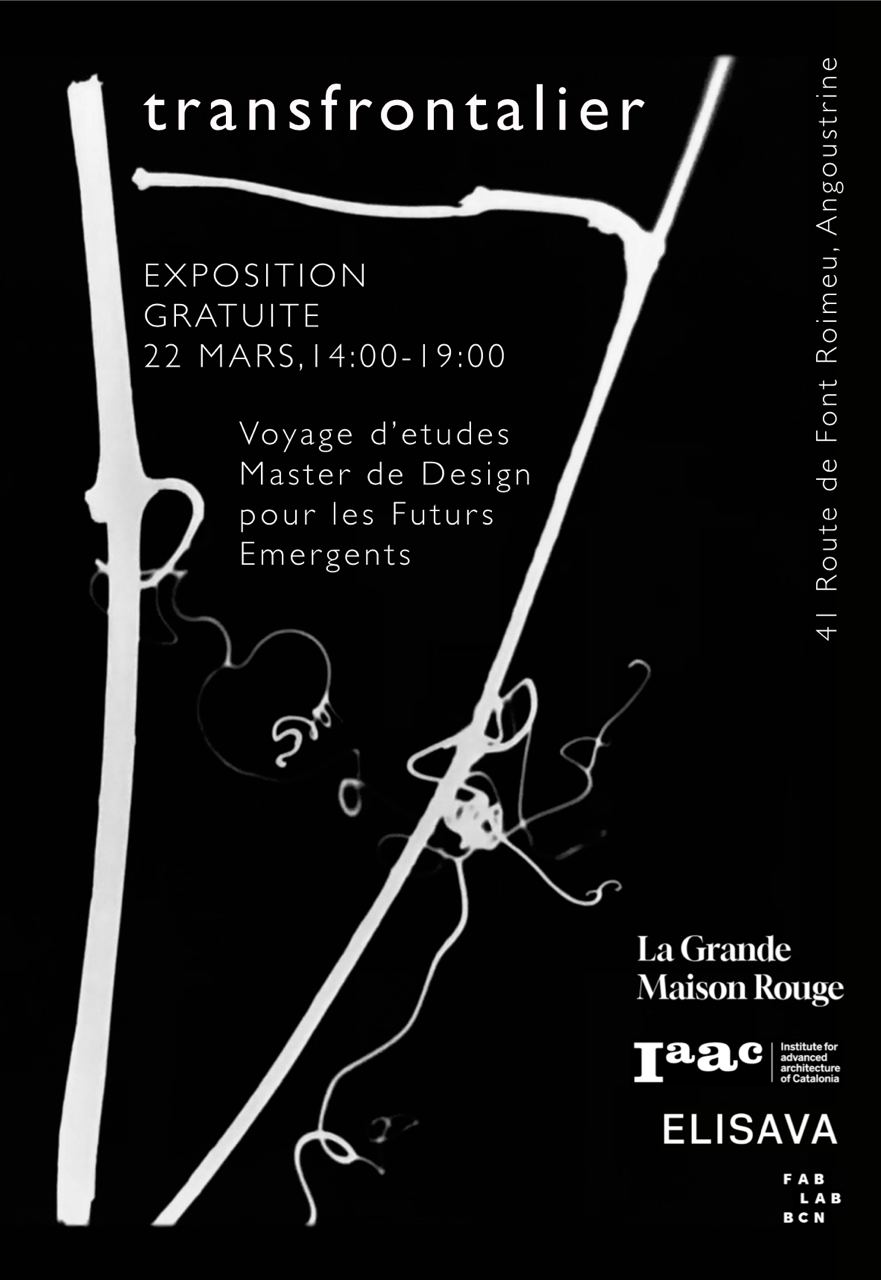 transfrontalier
EXPOSITION
GRATUITE
22 MARS,14:00-19:00
Voyage d'etudes
Master de Design
pour les Futurs
Emergents
41 Route de Font Roimeu, Angoustrine
La Grande
Maison Rouge
Iaac
Institute for
advanced
architecture
of Catalonia
ELISAVA
FAB
LAB
BCN